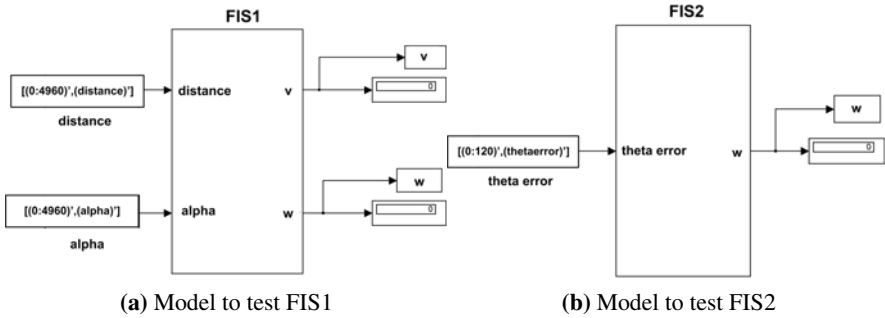 FIS1
[(0:4960)',(distance)']
distance
distance
v
v
0
[(0:4960)',(alpha)']
alpha
alpha
w
w
0
(a) Model to test FIS1
FIS2
[(0:120)',(thetaerror)']
theta error
theta error
w
w
0
(b) Model to test FIS2